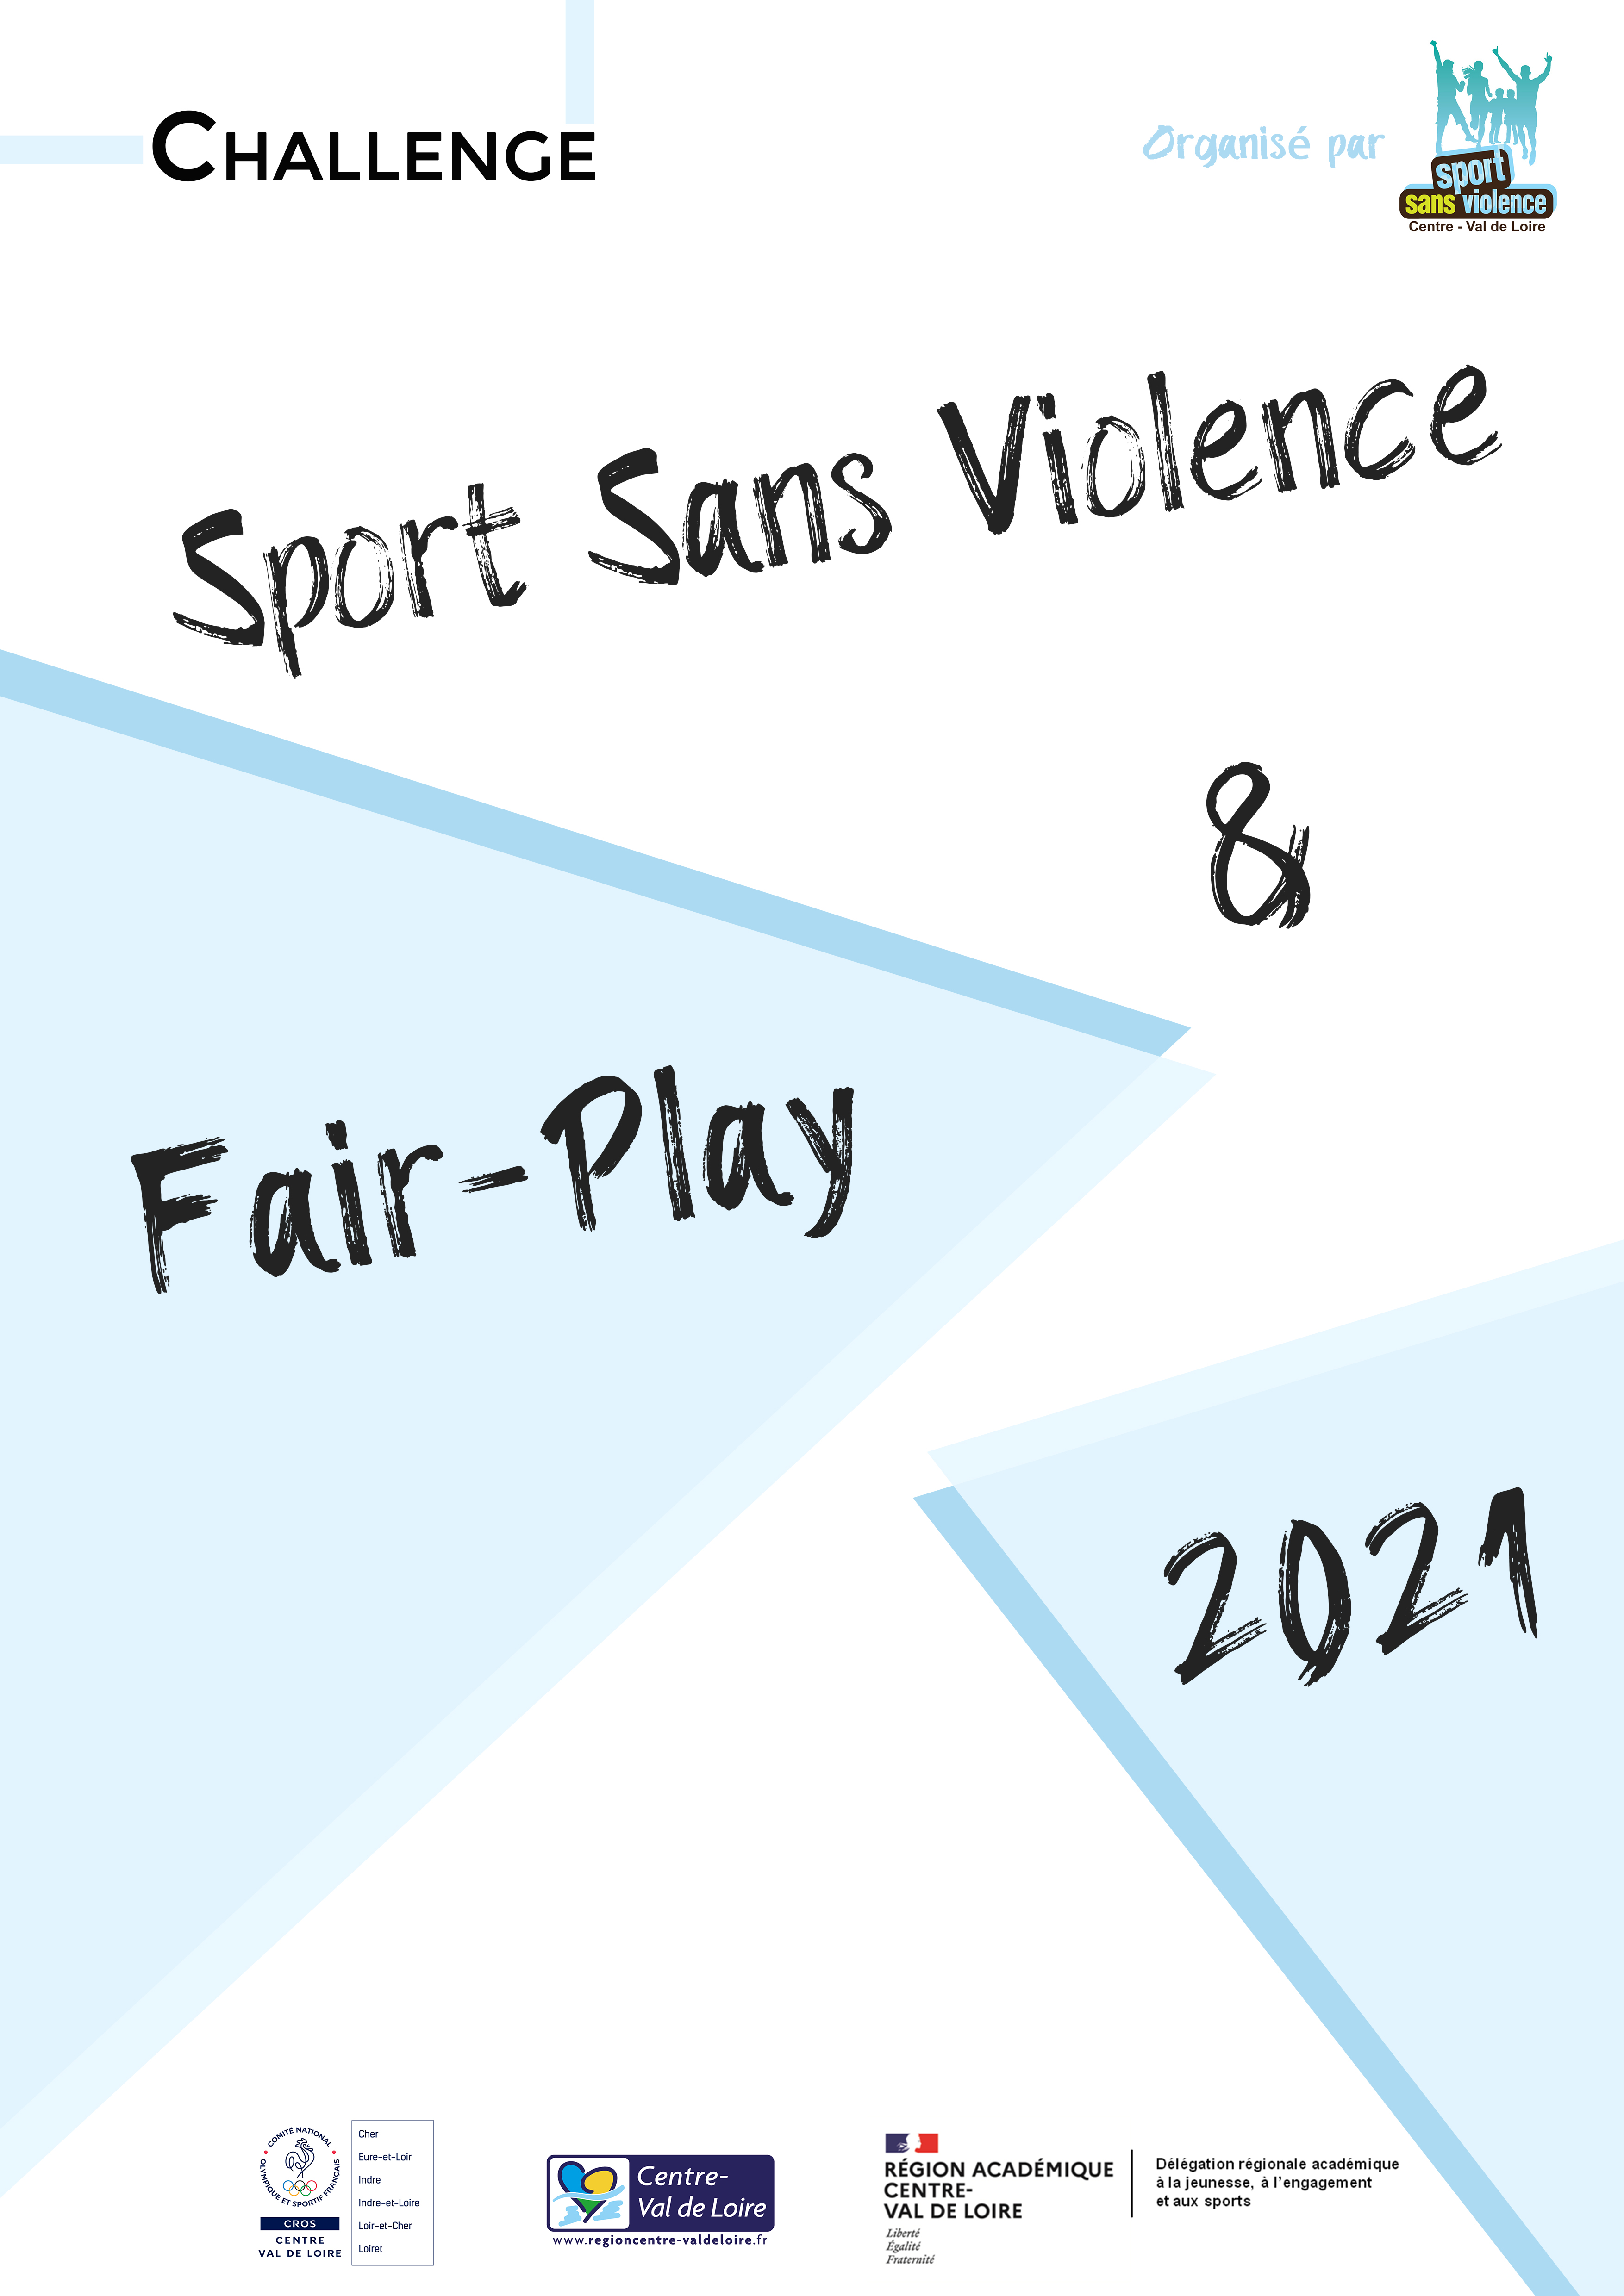 CHALLENGE
Organisé par
sport
sans violence
Centre - Val de Loire
Sport Sans Violence
&
Fair-Play
2021
COMITÉ NATIONAL
OLYMPIQUE ET SPORTIF FRANÇAIS
CROS
CENTRE
VAL DE LOIRE
Cher
Eure-et-Loir
Indre
Indre-et-Loire
Loir-et-Cher
Loiret
Centre-
Val de Loire
www.regioncentre-valdeloire.fr
RÉGION ACADÉMIQUE
CENTRE-
VAL DE LOIRE
Liberté
Égalité
Fraternité
Délégation régionale académique
à la jeunesse, à l'engagement
et aux sports